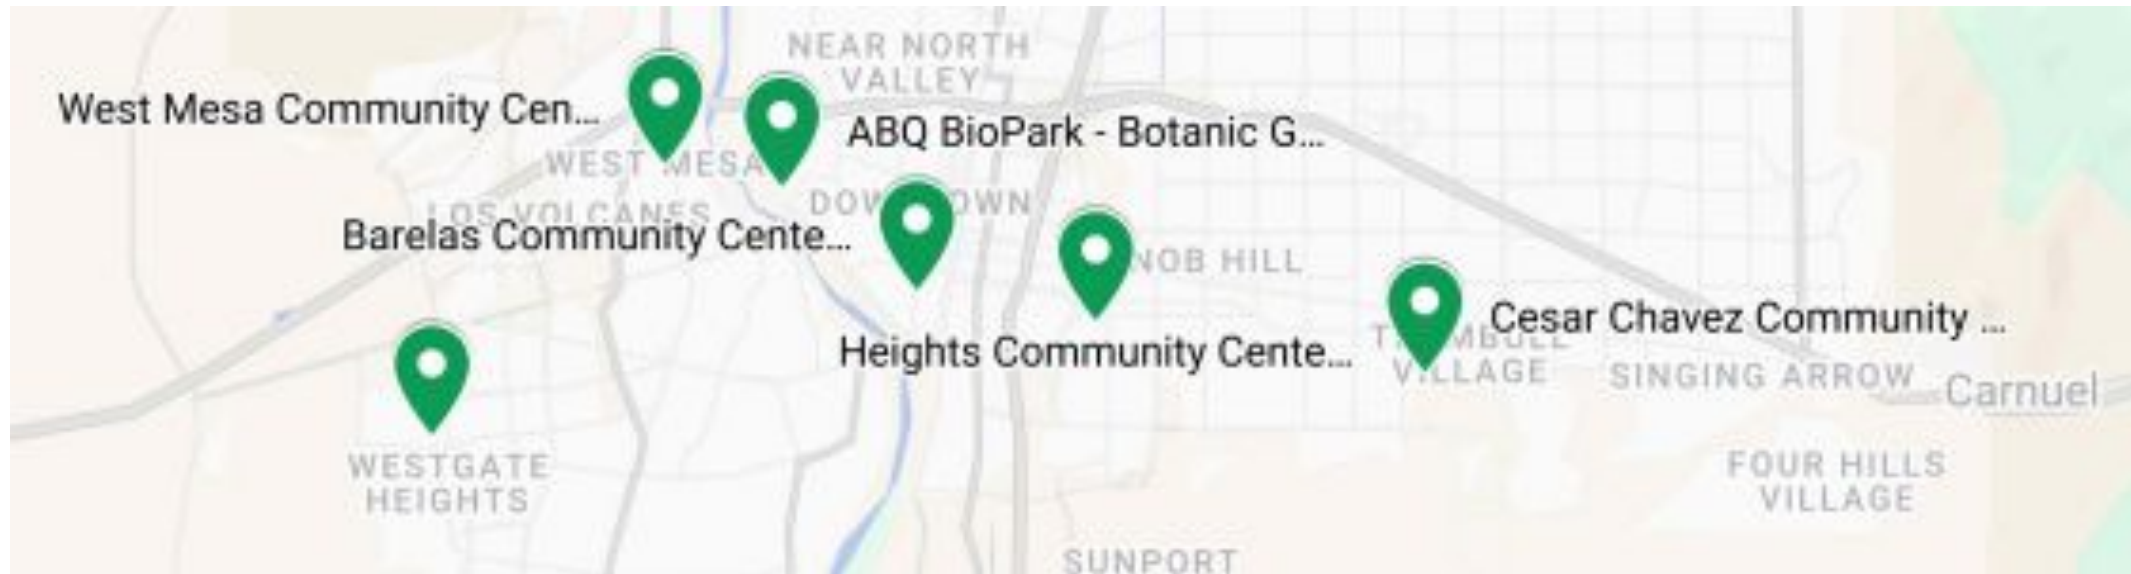 NEAR NORTH
VALLEY
West Mesa Community Cen...
ABQ BioPark - Botanic G...
WEST MESA
DOWNTOWN
LOS VOLCANES
Barelas Community Cente...
NOB HILL
Cesar Chavez Community ...
Heights Community Cente...
TRUMBULL
VILLAGE
SINGING ARROW
Carnuel
WESTGATE
HEIGHTS
FOUR HILLS
VILLAGE
SUNPORT